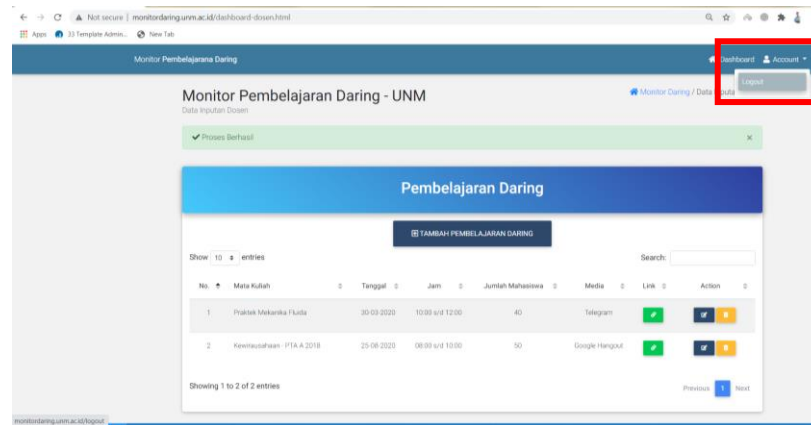 Not secure | monitordaring.unm.ac.id/dashboard-dosen.html
Apps 33 Template Admin... New Tab
Monitor Pembelajarana Daring Dashboard Account
Logout
Monitor Pembelajaran Daring - UNM
Monitor Daring / Data Inputa
Data Inputan Dosen
Proses Berhasil ×
Pembelajaran Daring
TAMBAH PEMBELAJARAN DARING
Show 10 entries Search:
No. Mata Kuliah Tanggal Jam Jumlah Mahasiswa Media Link Action
1 Praktek Mekanika Fluida 30-03-2020 10:00 s/d 12:00 40 Telegram
2 Kewirausahaan - PTA A 2018 25-08-2020 08:00 s/d 10:00 50 Google Hangout
Showing 1 to 2 of 2 entries Previous 1 Next
monitordaring.unm.ac.id/logout